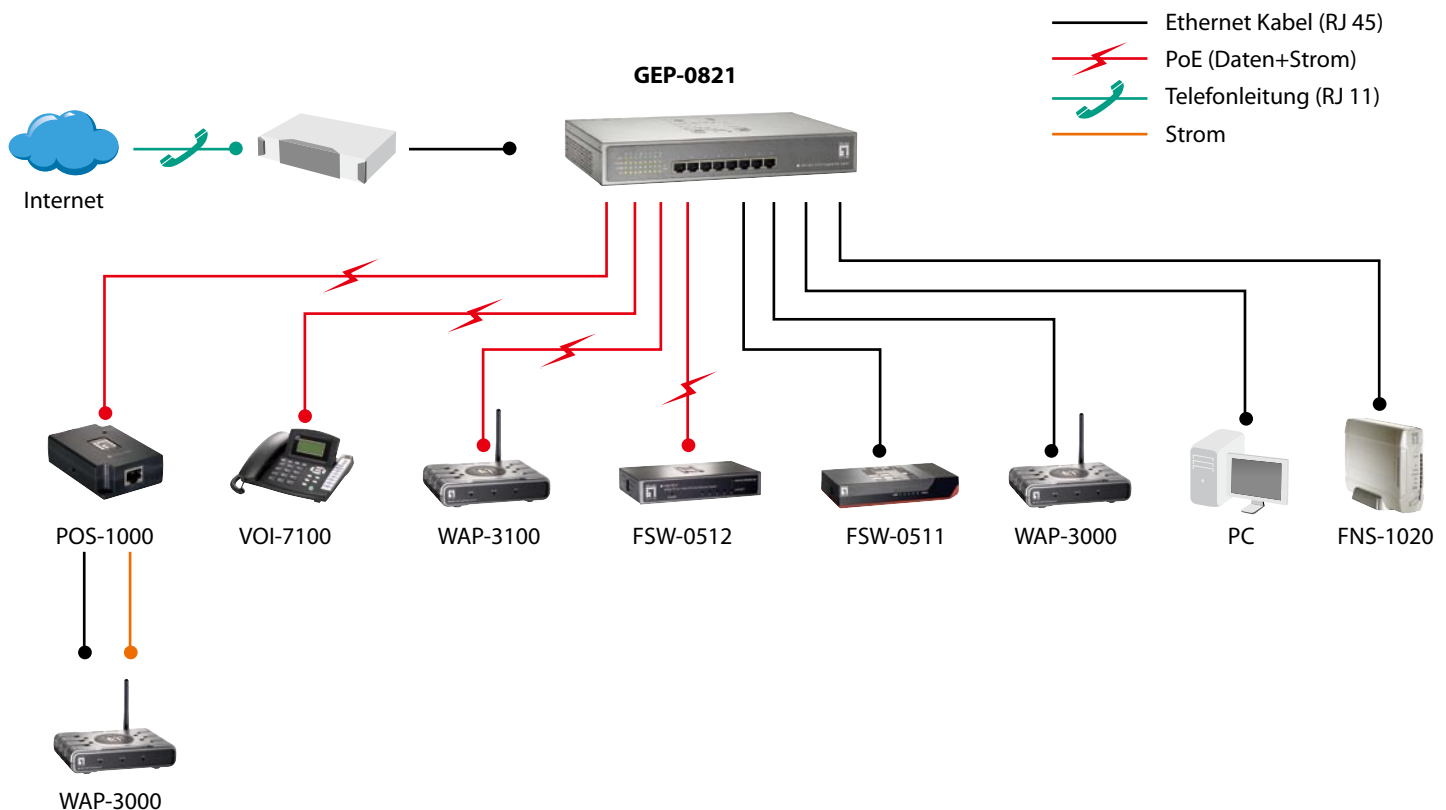 Ethernet Kabel (RJ 45)
PoE (Daten+Strom)
Telefonleitung (RJ 11)
Strom
GEP-0821
Internet
POS-1000
VOI-7100
WAP-3100
FSW-0512
FSW-0511
WAP-3000
PC
FNS-1020
WAP-3000